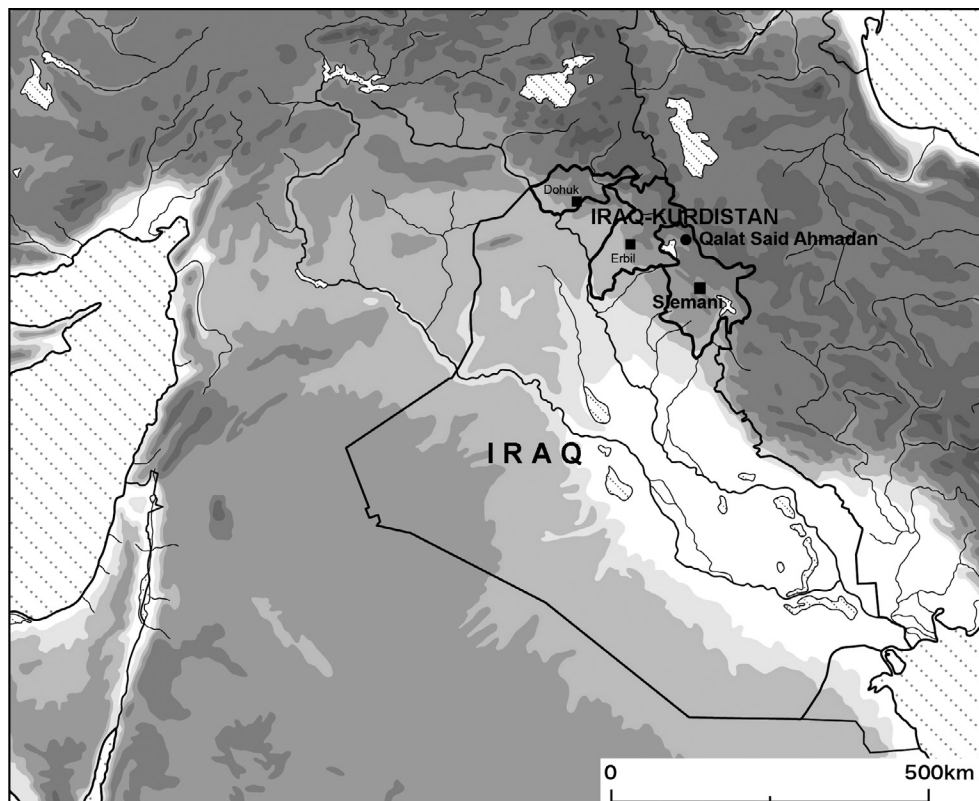 Dohuk
IRAQ-KURDISTAN
Qalat Said Ahmadan
Erbil
Slemani
IRAQ
0 500km